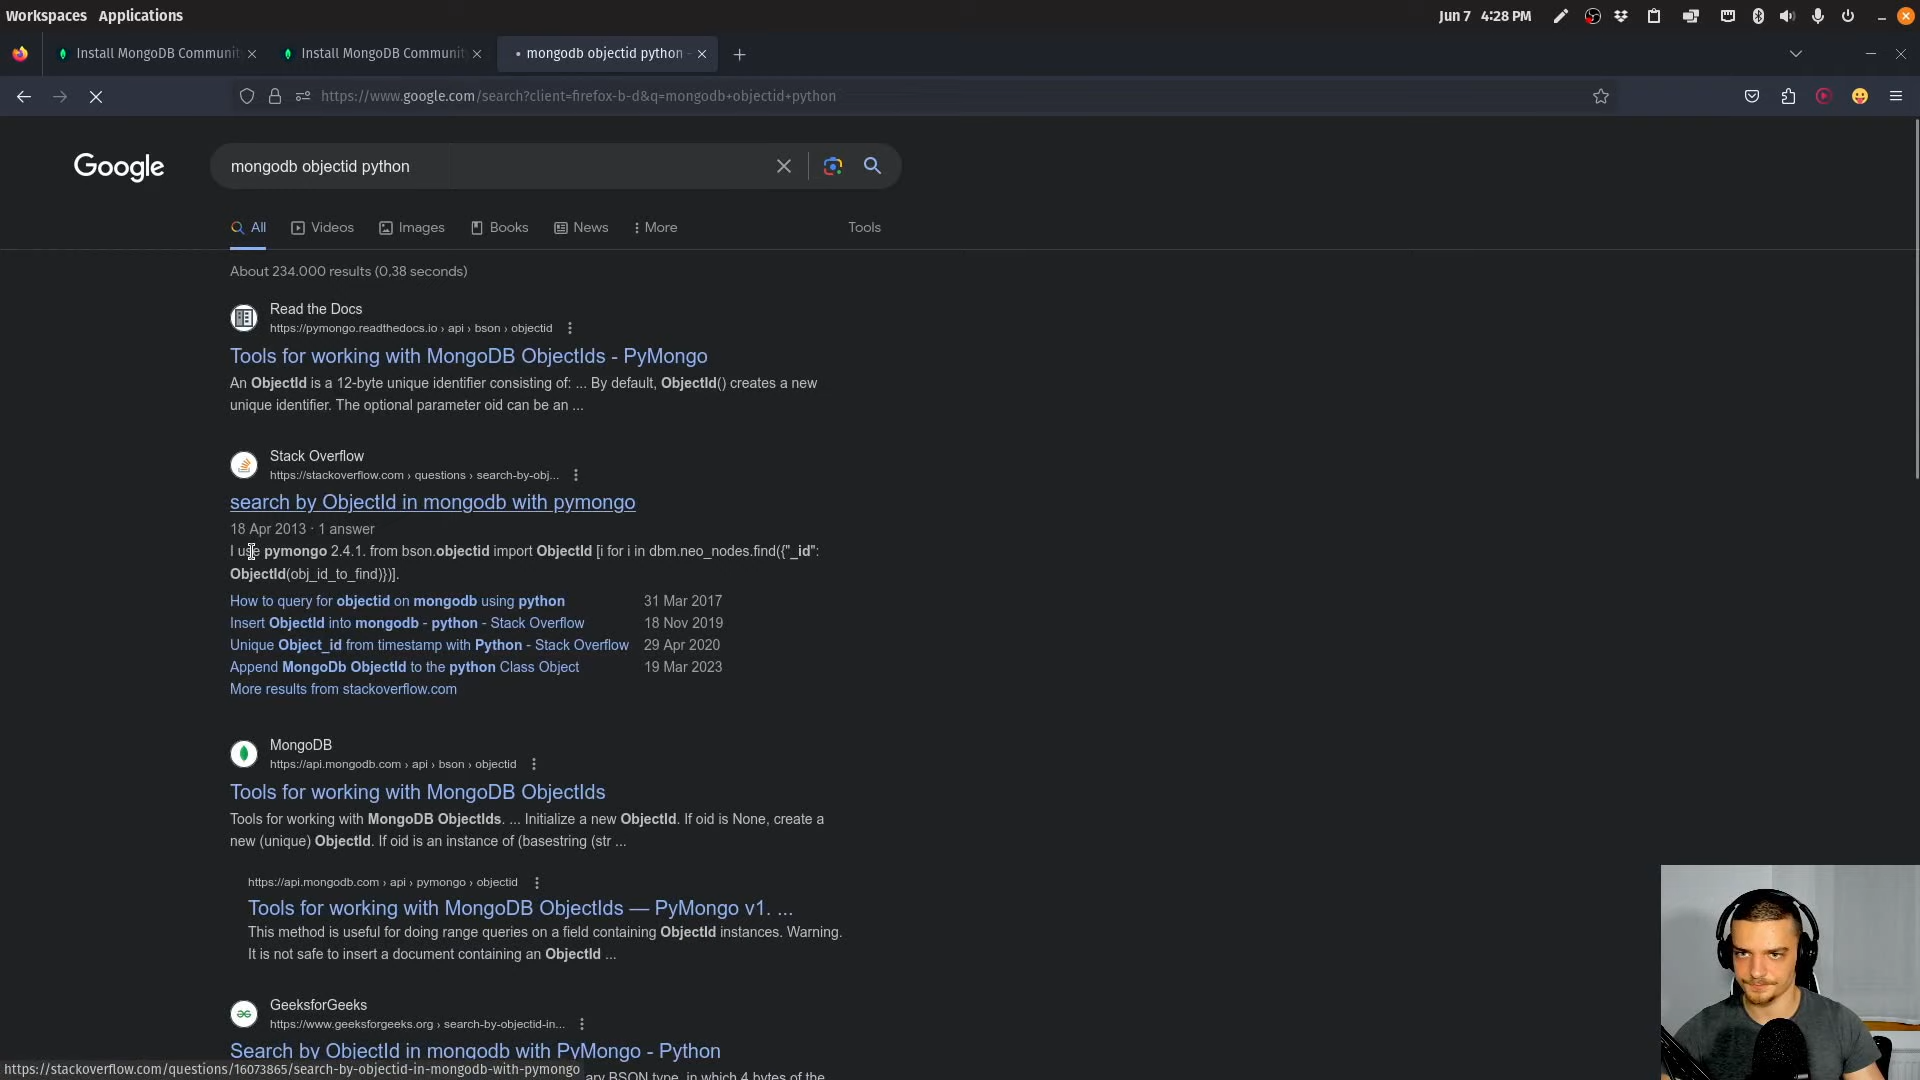 Workspaces Applications
Jun 7 4:28 PM
Install MongoDB Communit
Install MongoDB Communit
mongodb objectid python -
https://www.google.com/search?client=firefox-b-d&q=mongodb+objectid+python
Google
mongodb objectid python
All Videos Images Books News More Tools
About 234.000 results (0,38 seconds)
Read the Docs
https://pymongo.readthedocs.io › api › bson › objectid
Tools for working with MongoDB ObjectIds - PyMongo
An ObjectId is a 12-byte unique identifier consisting of: ... By default, ObjectId() creates a new
unique identifier. The optional parameter oid can be an ...
Stack Overflow
https://stackoverflow.com › questions › search-by-obj...
search by ObjectId in mongodb with pymongo
18 Apr 2013 · 1 answer
I use pymongo 2.4.1. from bson.objectid import ObjectId [i for i in dbm.neo_nodes.find({"_id":
ObjectId(obj_id_to_find)})].
How to query for objectid on mongodb using python 31 Mar 2017
Insert ObjectId into mongodb - python - Stack Overflow 18 Nov 2019
Unique Object_id from timestamp with Python - Stack Overflow 29 Apr 2020
Append MongoDb ObjectId to the python Class Object 19 Mar 2023
More results from stackoverflow.com
MongoDB
https://api.mongodb.com › api › bson › objectid
Tools for working with MongoDB ObjectIds
Tools for working with MongoDB ObjectIds. ... Initialize a new ObjectId. If oid is None, create a
new (unique) ObjectId. If oid is an instance of (basestring (str ...
https://api.mongodb.com › api › pymongo › objectid
Tools for working with MongoDB ObjectIds — PyMongo v1. ...
This method is useful for doing range queries on a field containing ObjectId instances. Warning.
It is not safe to insert a document containing an ObjectId ...
GeeksforGeeks
https://www.geeksforgeeks.org › search-by-objectid-in...
Search by ObjectId in mongodb with PyMongo - Python
https://stackoverflow.com/questions/16073865/search-by-objectid-in-mongodb-with-pymongo
ary BSON type, in which 4 bytes of the